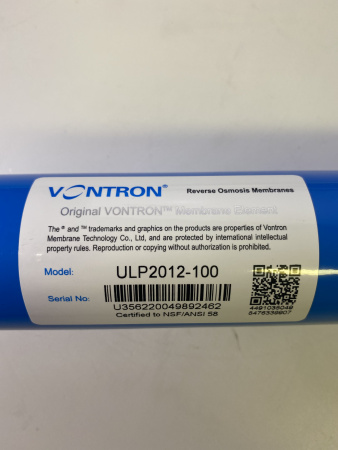 VONTRON® Reverse Osmosis Membranes
Original VONTRON™ Membrane Element
The ® and ™ trademarks and graphics on the products are properties of Vontron
Membrane Technology Co., Ltd, and are protected by international intellectual
property rules. Reproduction or copying without authorization is prohibited.
Model: ULP2012-100
Serial No:
U356220049892462
Certified to NSF/ANSI 58
4491035049
5476336607